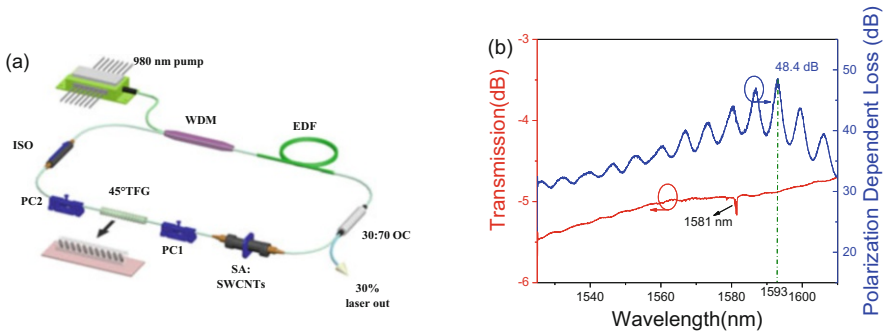 (a)
980 nm pump
WDM
EDF
ISO
PC2
45°TFG
PC1
SA:
SWCNTs
30:70 OC
30%
laser out
(b)
Transmission(dB)
-3
-4
-5
-6
48.4 dB
1581 nm
50
40
30
20
Polarization Dependent Loss (dB)
1540
1560
1580
1593
1600
Wavelength(nm)